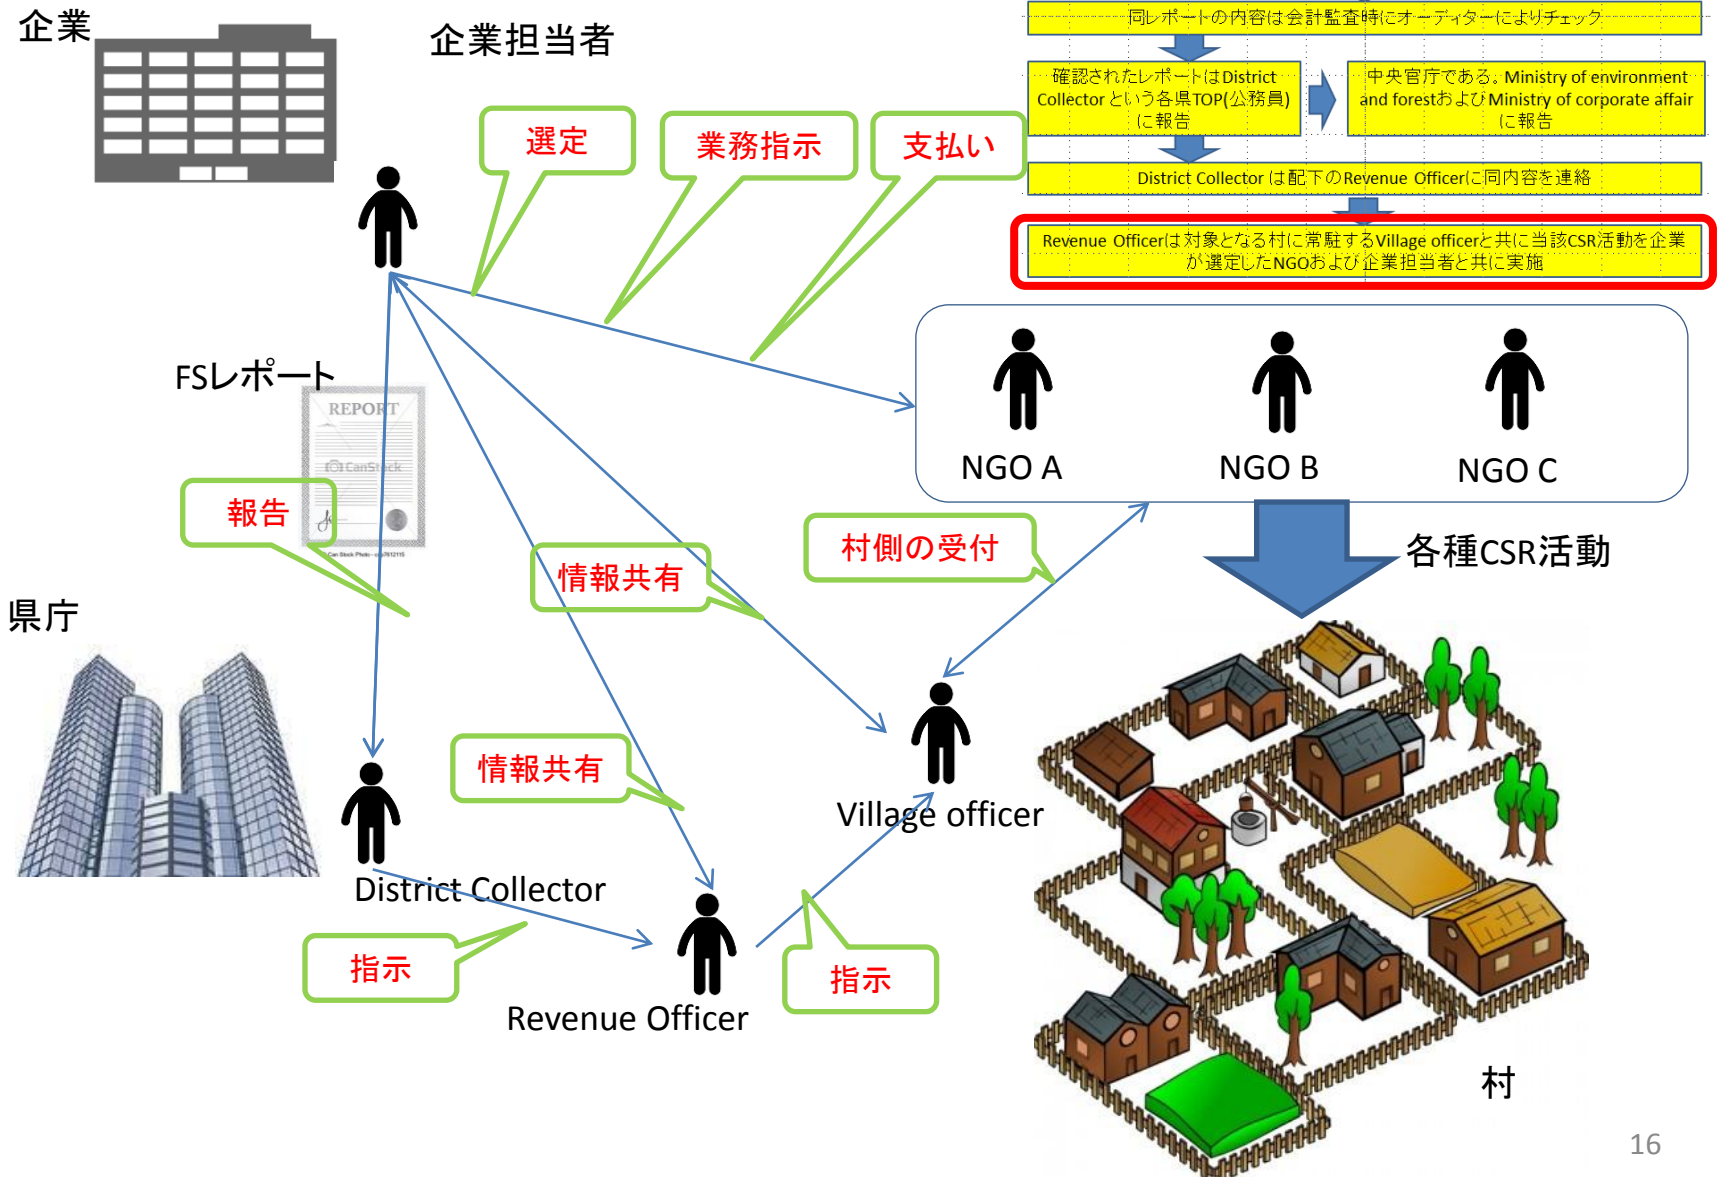 企業
企業担当者
同レポートの内容は会計監査時にオーディターによりチェック
確認されたレポートはDistrict
Collectorという各県TOP(公務員)
に報告
中央官庁である。Ministry of environment
and forestおよびMinistry of corporate affair
に報告
District Collector は配下のRevenue Officerに同内容を連絡
Revenue Officerは対象となる村に常駐するVillage officerと共に当該CSR活動を企業
が選定したNGOおよび企業担当者と共に実施
選定
業務指示
支払い
FSレポート
REPORT
CanStock
報告
NGO A
NGO B
NGO C
村側の受付
情報共有
各種CSR活動
県庁
情報共有
Village officer
District Collector
指示
指示
Revenue Officer
村
16